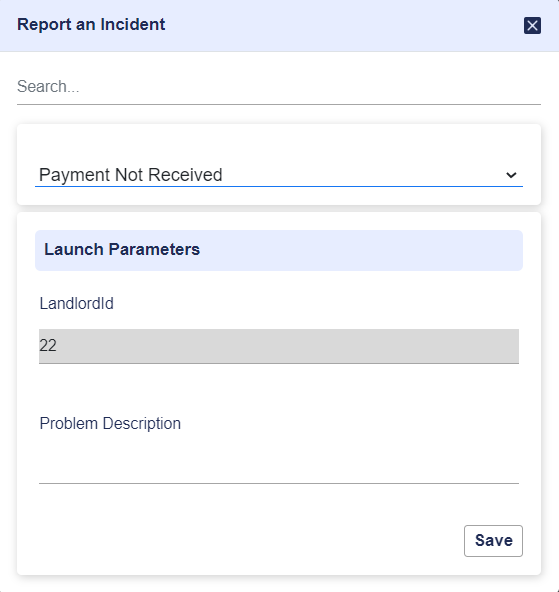 Report an Incident
Search...
Payment Not Received
Launch Parameters
LandlordId
22
Problem Description
Save